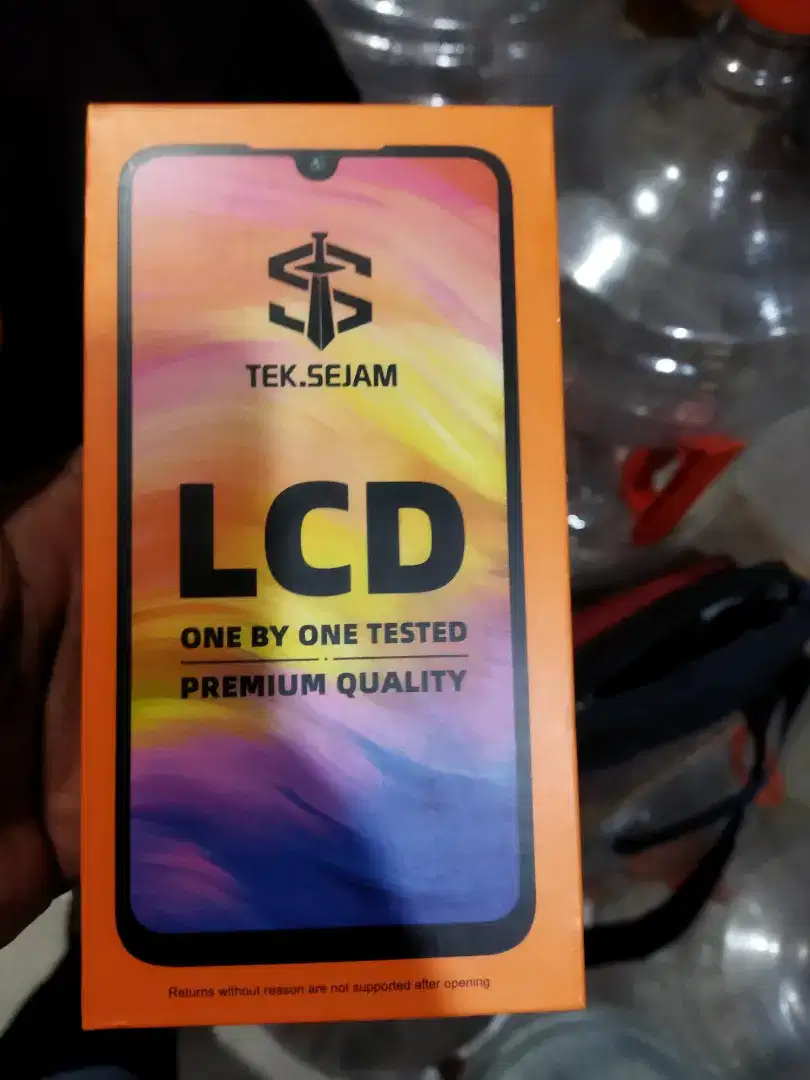 TEK.SEJAM
LCD
ONE BY ONE TESTED
PREMIUM QUALITY
Returns without reason are not supported after opening